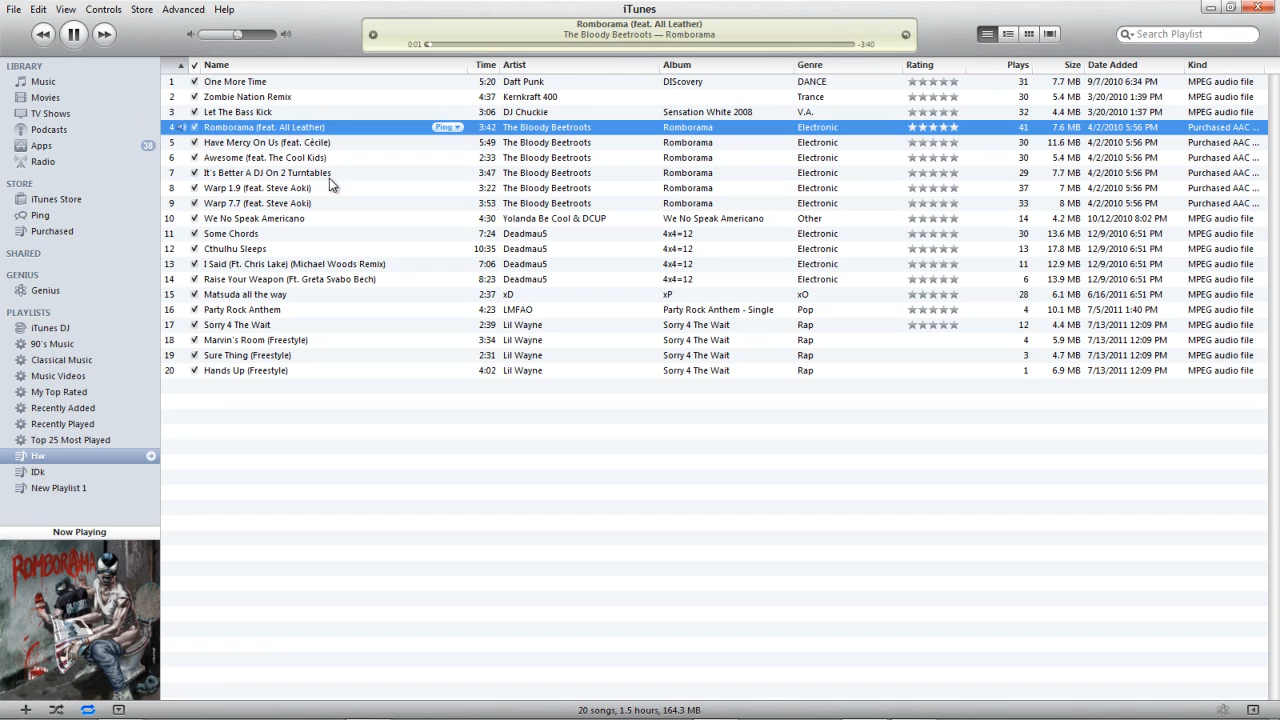 File Edit View Controls Store Advanced Help iTunes
Romborama (feat. All Leather)
The Bloody Beetroots — Romborama
0:01 -3:40
Search Playlist
LIBRARY
Music
Movies
TV Shows
Podcasts
Apps 38
Radio
STORE
iTunes Store
Ping
Purchased
SHARED
GENIUS
Genius
PLAYLISTS
iTunes DJ
90's Music
Classical Music
Music Videos
My Top Rated
Recently Added
Recently Played
Top 25 Most Played
Hw
IDk
New Playlist 1
Now Playing
ROMBORAMA
Name Time Artist Album Genre Rating Plays Size Date Added Kind
1 One More Time 5:20 Daft Punk DIScovery DANCE 31 7.7 MB 9/7/2010 6:34 PM MPEG audio file
2 Zombie Nation Remix 4:37 Kernkraft 400 Trance 30 5.4 MB 3/20/2010 1:39 PM MPEG audio file
3 Let The Bass Kick 3:06 DJ Chuckie Sensation White 2008 V.A. 32 4.4 MB 3/20/2010 1:37 PM MPEG audio file
4 Romborama (feat. All Leather) Ping 3:42 The Bloody Beetroots Romborama Electronic 41 7.6 MB 4/2/2010 5:56 PM Purchased AAC ...
5 Have Mercy On Us (feat. Cécile) 5:49 The Bloody Beetroots Romborama Electronic 30 11.6 MB 4/2/2010 5:56 PM Purchased AAC ...
6 Awesome (feat. The Cool Kids) 2:33 The Bloody Beetroots Romborama Electronic 30 5.4 MB 4/2/2010 5:56 PM Purchased AAC ...
7 It's Better A DJ On 2 Turntables 3:47 The Bloody Beetroots Romborama Electronic 29 7.7 MB 4/2/2010 5:56 PM Purchased AAC ...
8 Warp 1.9 (feat. Steve Aoki) 3:22 The Bloody Beetroots Romborama Electronic 37 7 MB 4/2/2010 5:56 PM Purchased AAC ...
9 Warp 7.7 (feat. Steve Aoki) 3:53 The Bloody Beetroots Romborama Electronic 33 8 MB 4/2/2010 5:56 PM Purchased AAC ...
10 We No Speak Americano 4:30 Yolanda Be Cool & DCUP We No Speak Americano Other 14 4.2 MB 10/12/2010 8:02 PM MPEG audio file
11 Some Chords 7:24 Deadmau5 4x4=12 Electronic 30 13.6 MB 12/9/2010 6:51 PM MPEG audio file
12 Cthulhu Sleeps 10:35 Deadmau5 4x4=12 Electronic 13 17.8 MB 12/9/2010 6:51 PM MPEG audio file
13 I Said (Ft. Chris Lake) (Michael Woods Remix) 7:06 Deadmau5 4x4=12 Electronic 11 12.9 MB 12/9/2010 6:51 PM MPEG audio file
14 Raise Your Weapon (Ft. Greta Svabo Bech) 8:23 Deadmau5 4x4=12 Electronic 6 13.9 MB 12/9/2010 6:51 PM MPEG audio file
15 Matsuda all the way 2:37 xD xP xO 28 6.1 MB 6/16/2011 6:51 PM MPEG audio file
16 Party Rock Anthem 4:23 LMFAO Party Rock Anthem - Single Pop 4 10.1 MB 7/5/2011 1:40 PM MPEG audio file
17 Sorry 4 The Wait 2:39 Lil Wayne Sorry 4 The Wait Rap 12 4.4 MB 7/13/2011 12:09 PM MPEG audio file
18 Marvin's Room (Freestyle) 3:34 Lil Wayne Sorry 4 The Wait Rap 4 5.9 MB 7/13/2011 12:09 PM MPEG audio file
19 Sure Thing (Freestyle) 2:31 Lil Wayne Sorry 4 The Wait Rap 3 4.7 MB 7/13/2011 12:09 PM MPEG audio file
20 Hands Up (Freestyle) 4:02 Lil Wayne Sorry 4 The Wait Rap 1 6.9 MB 7/13/2011 12:09 PM MPEG audio file
20 songs, 1.5 hours, 164.3 MB